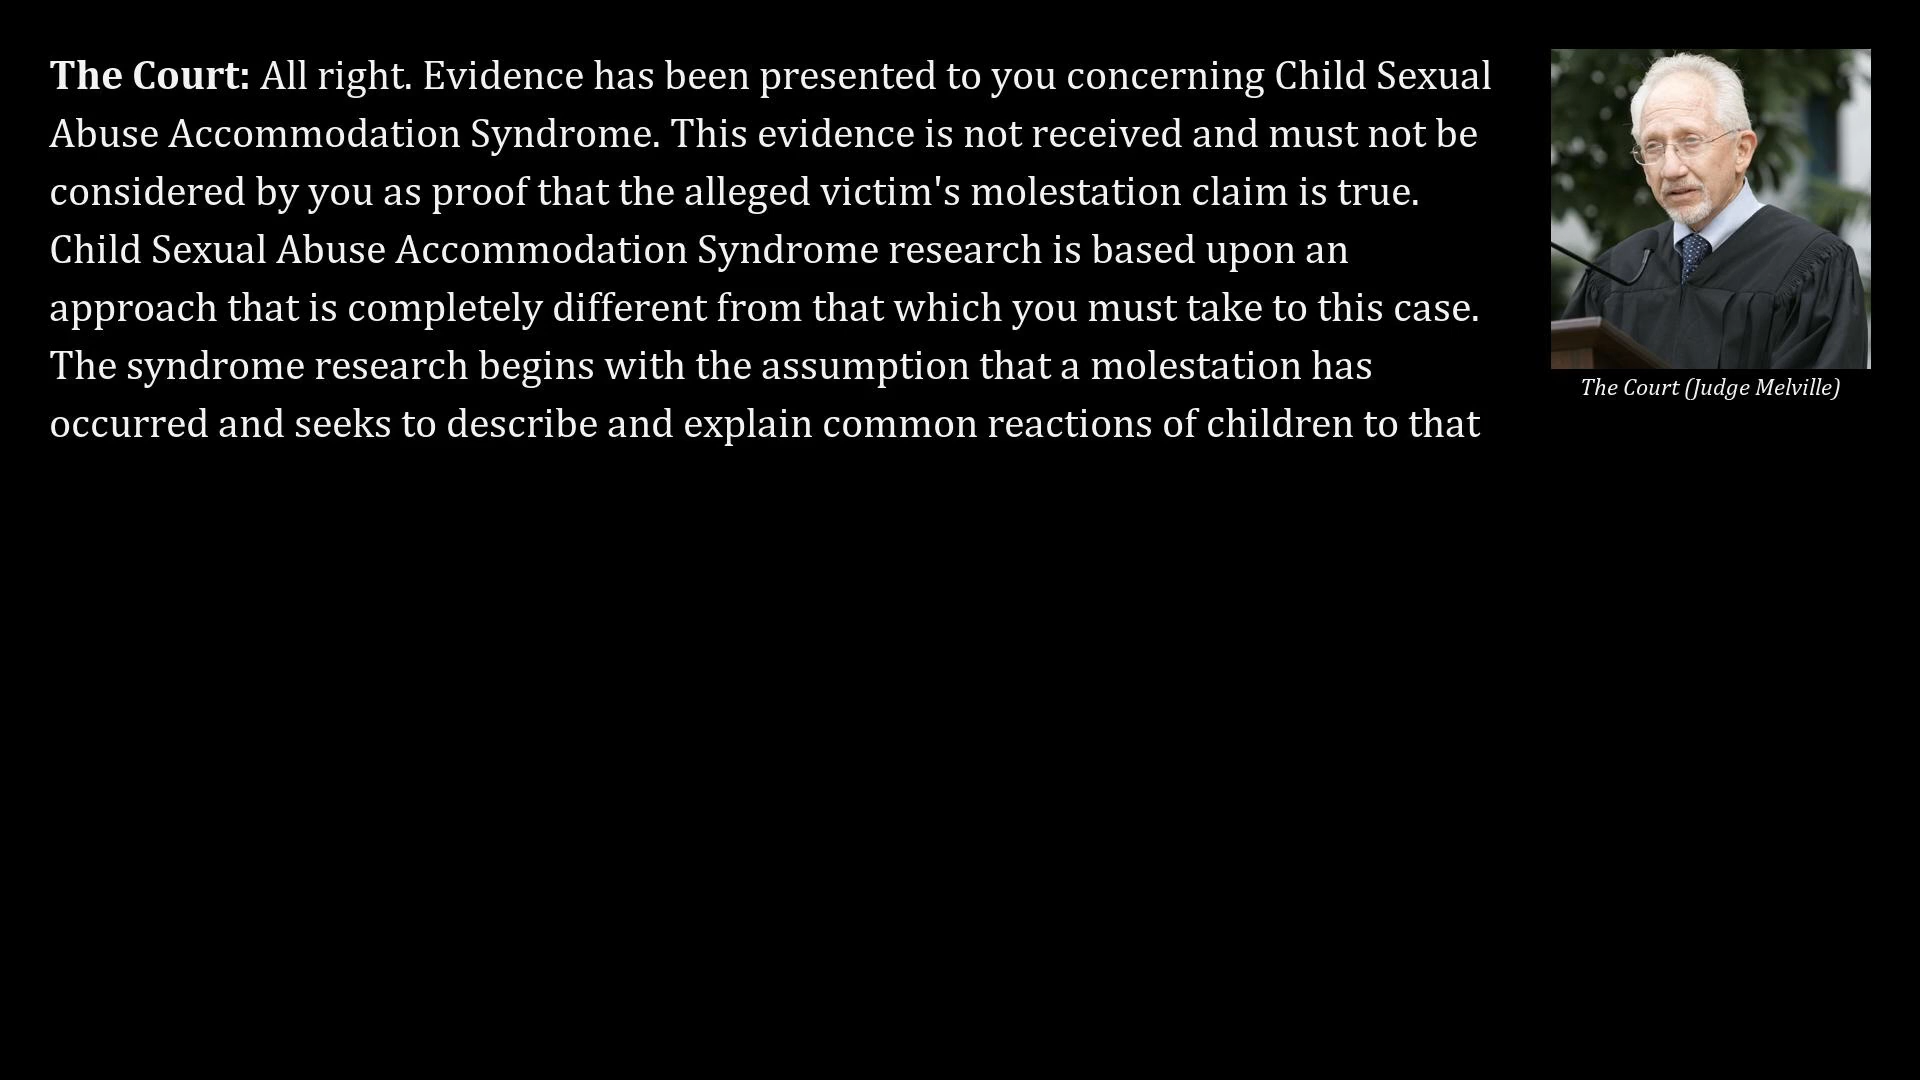 The Court: All right. Evidence has been presented to you concerning Child Sexual
Abuse Accommodation Syndrome. This evidence is not received and must not be
considered by you as proof that the alleged victim's molestation claim is true.
Child Sexual Abuse Accommodation Syndrome research is based upon an
approach that is completely different from that which you must take to this case.
The syndrome research begins with the assumption that a molestation has
occurred and seeks to describe and explain common reactions of children to that
The Court (Judge Melville)